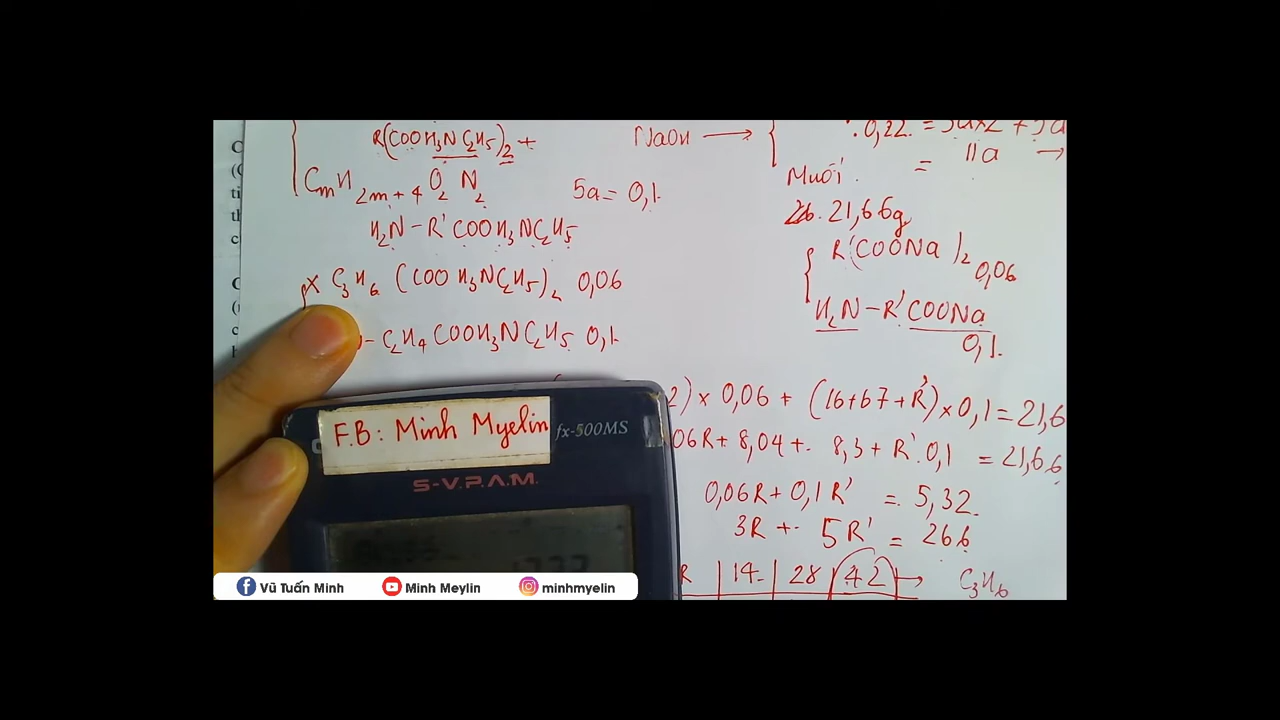 R(COOH₃NC₂H₅)₂ + NaOH →
0,22 = 3ax2 + 5a
= 11a →
CₘH₂ₘ₊₄O₂N₂ 5a = 0,1
H₂N-R'COOH₃NC₂H₅
X C₃H₆(COOH₃NC₂H₅)₂ 0,06
C₂H₄COOH₃NC₂H₅ 0,1
Muối
21,66g
R(COONa)₂ 0,06
H₂N-R'COONa
0,1
2) x 0,06 + (16+67+R') x 0,1 = 21,6
06R + 8,04 + 8,3 + R'.0,1 = 21,66
0,06R + 0,1R' = 5,32
3R + 5R' = 266
R | 14 | 28 | 42 → C₃H₆
F.B: Minh Myelin
fx-500MS
S-V.P.A.M.
Vũ Tuấn Minh
Minh Meylin
minhmyelin